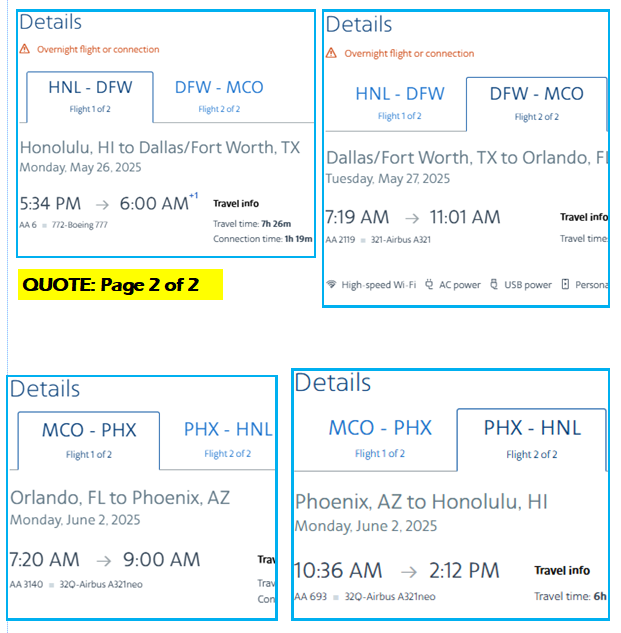 Details
Overnight flight or connection
HNL - DFW DFW - MCO
Flight 1 of 2 Flight 2 of 2
Honolulu, HI to Dallas/Fort Worth, TX
Monday, May 26, 2025
5:34 PM → 6:00 AM+1 Travel info
AA 6 ▪ 772-Boeing 777 Travel time: 7h 26m
Connection time: 1h 19m
Details
Overnight flight or connection
HNL - DFW DFW - MCO
Flight 1 of 2 Flight 2 of 2
Dallas/Fort Worth, TX to Orlando, F
Tuesday, May 27, 2025
7:19 AM → 11:01 AM Travel info
AA 2119 ▪ 321-Airbus A321 Travel time
High-speed Wi-Fi AC power USB power Persona
QUOTE: Page 2 of 2
Details
MCO - PHX PHX - HNL
Flight 1 of 2 Flight 2 of 2
Orlando, FL to Phoenix, AZ
Monday, June 2, 2025
7:20 AM → 9:00 AM Trav
AA 3140 ▪ 32Q-Airbus A321neo Trav
Con
Details
MCO - PHX PHX - HNL
Flight 1 of 2 Flight 2 of 2
Phoenix, AZ to Honolulu, HI
Monday, June 2, 2025
10:36 AM → 2:12 PM Travel info
AA 693 ▪ 32Q-Airbus A321neo Travel time: 6h